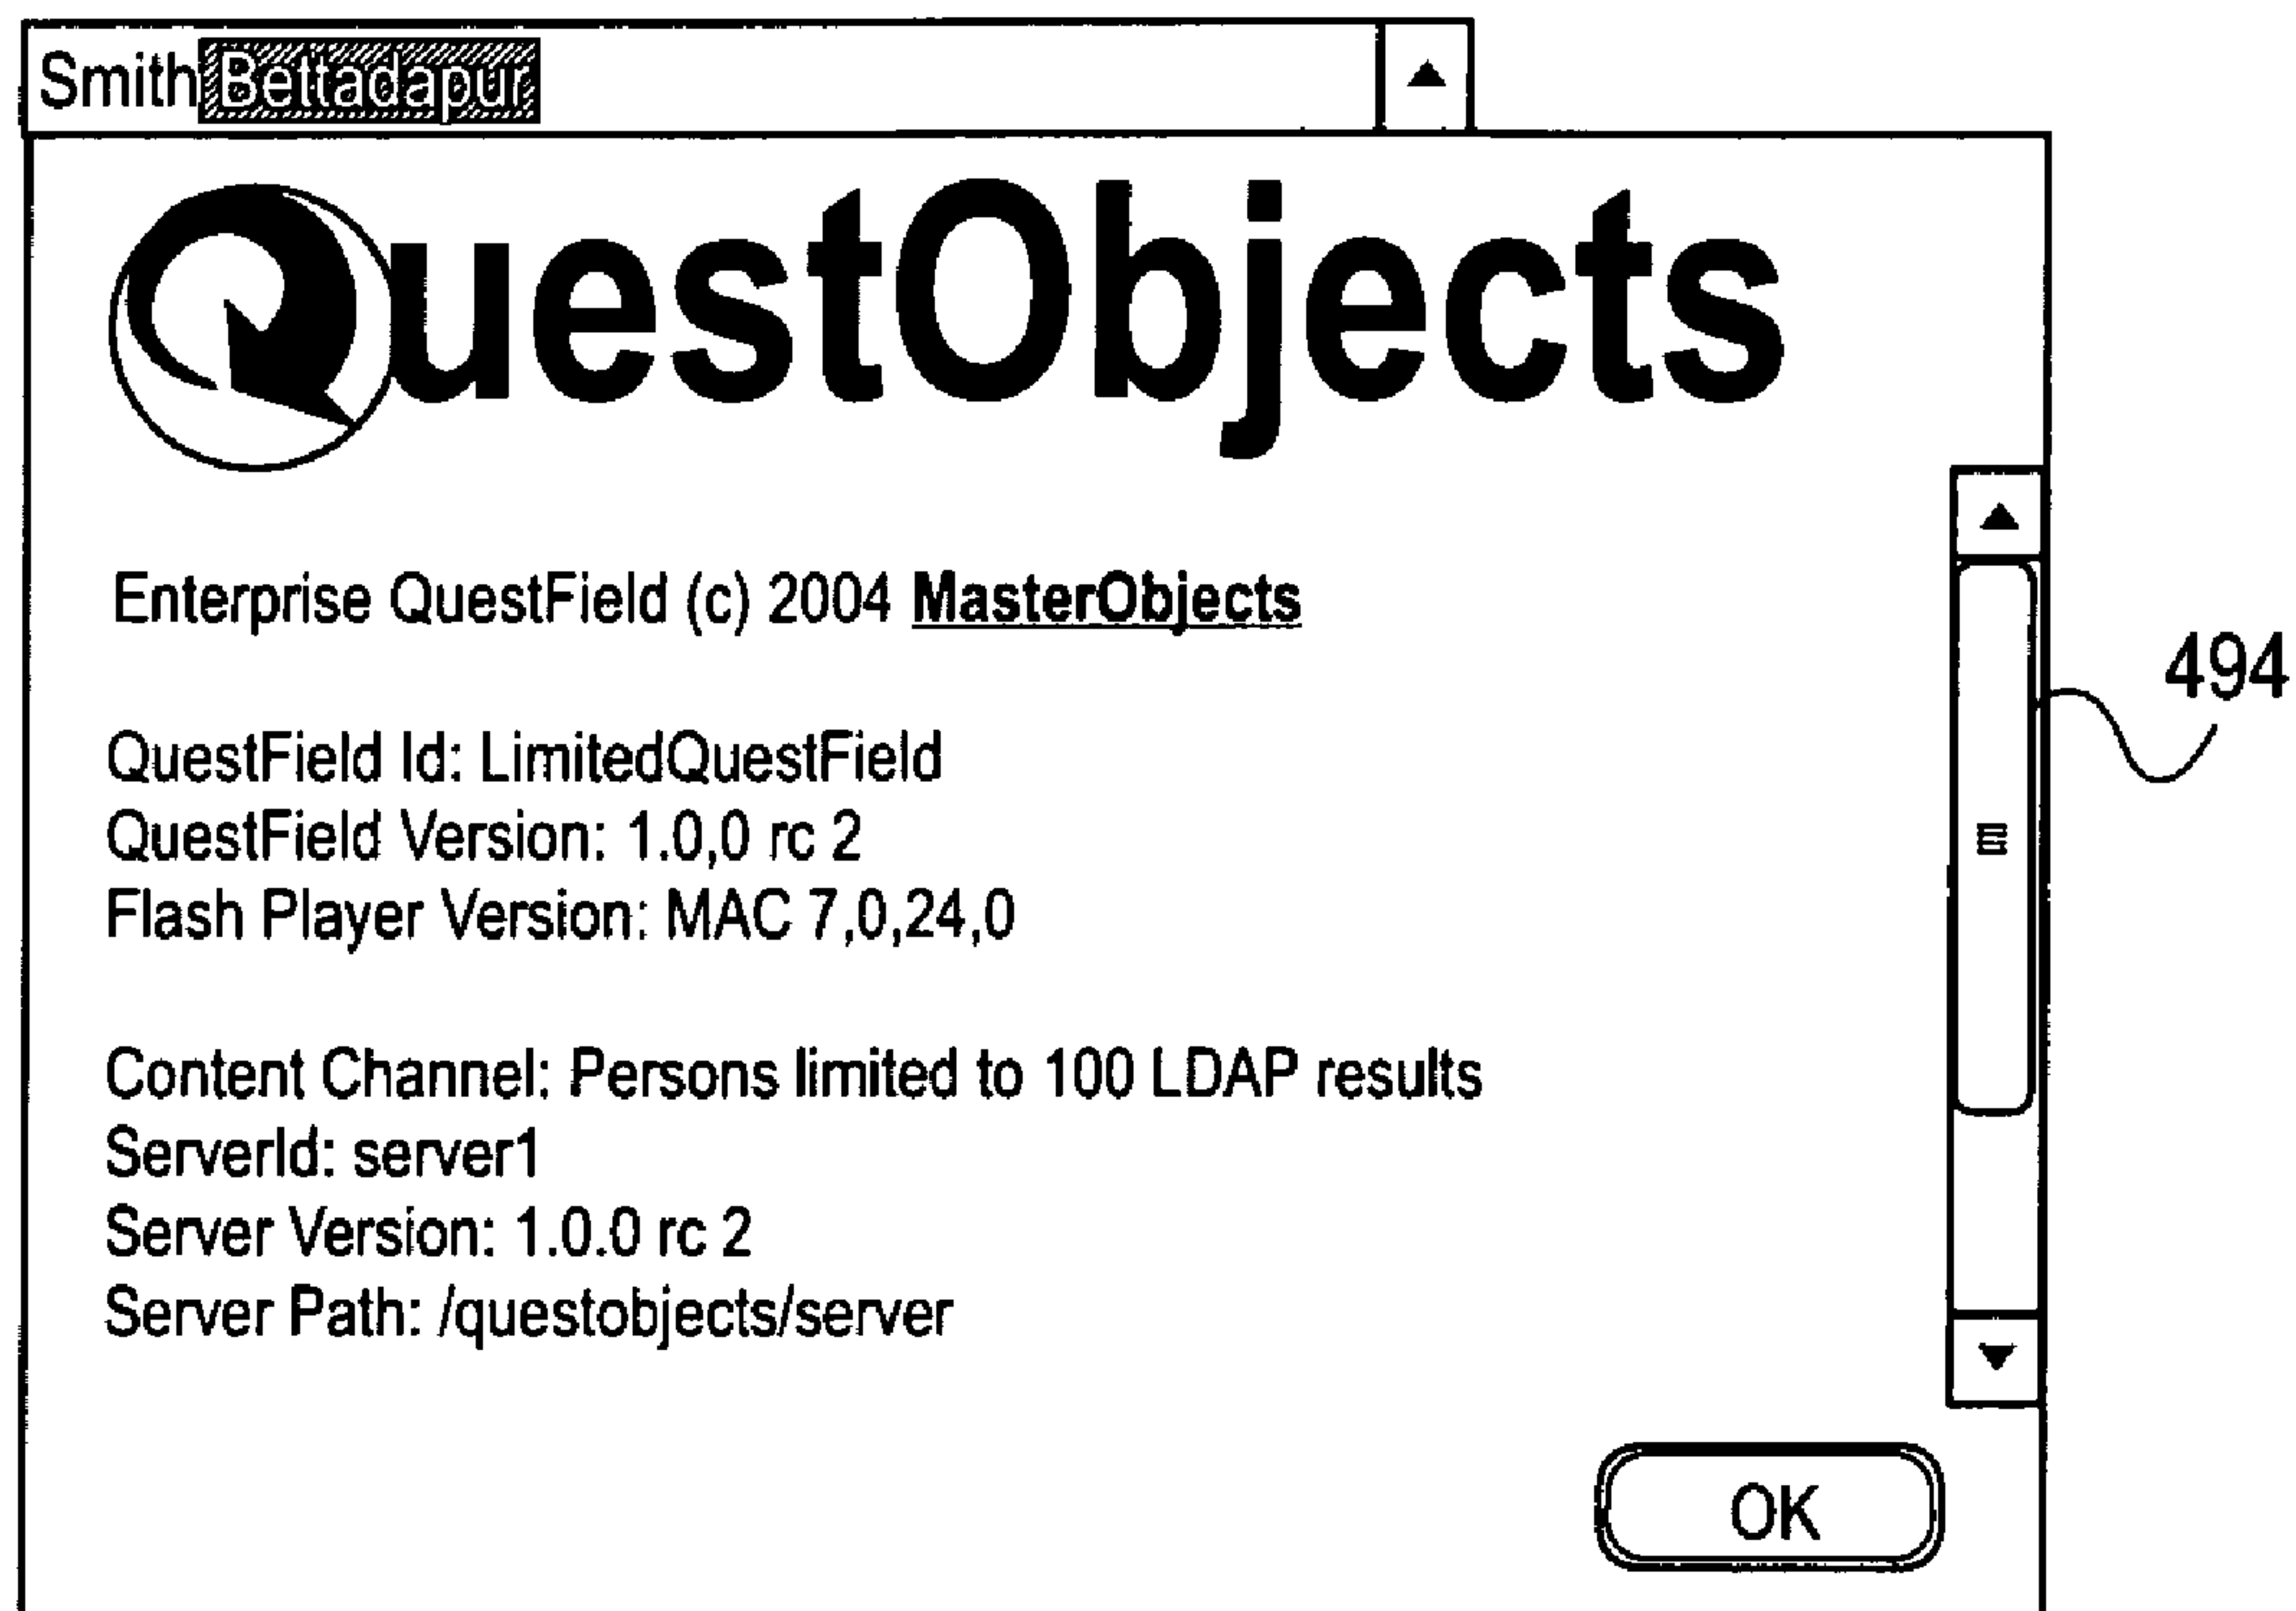 Smith Bettadapur
QuestObjects
Enterprise QuestField (c) 2004 MasterObjects
494
QuestField Id: LimitedQuestField
QuestField Version: 1.0,0 rc 2
Flash Player Version: MAC 7,0,24,0
Content Channel: Persons limited to 100 LDAP results
ServerId: server1
Server Version: 1.0.0 rc 2
Server Path: /questobjects/server
OK